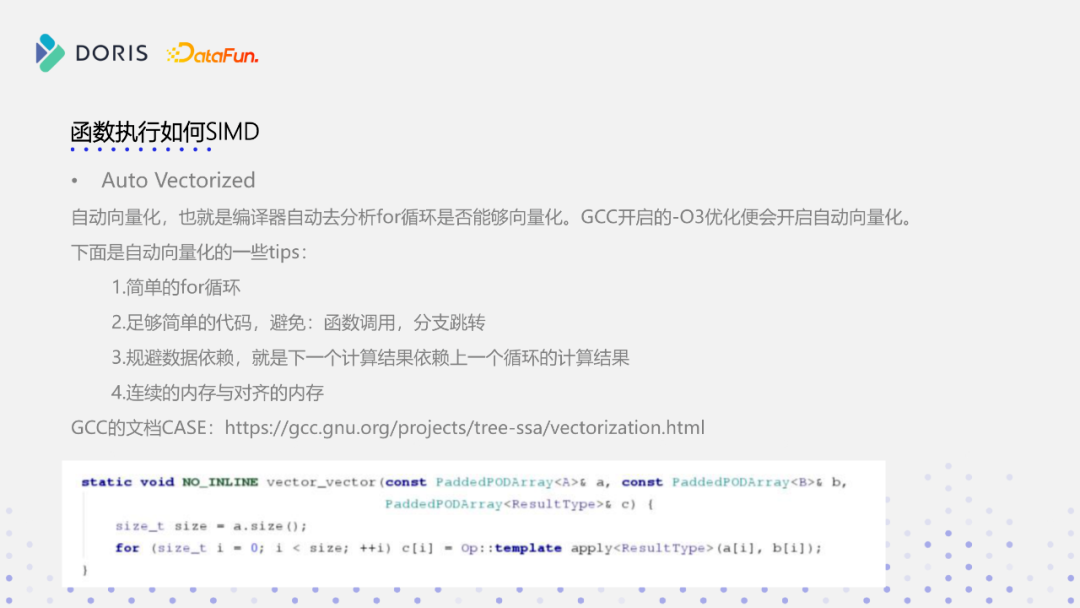 DORIS DataFun.
函数执行如何SIMD
• Auto Vectorized
自动向量化，也就是编译器自动去分析for循环是否能够向量化。GCC开启的-O3优化便会开启自动向量化。
下面是自动向量化的一些tips：
1.简单的for循环
2.足够简单的代码，避免：函数调用，分支跳转
3.规避数据依赖，就是下一个计算结果依赖上一个循环的计算结果
4.连续的内存与对齐的内存
GCC的文档CASE：https://gcc.gnu.org/projects/tree-ssa/vectorization.html
static void NO_INLINE vector_vector(const PaddedPODArray<A>& a, const PaddedPODArray<B>& b,
PaddedPODArray<ResultType>& c) {
size_t size = a.size();
for (size_t i = 0; i < size; ++i) c[i] = Op::template apply<ResultType>(a[i], b[i]);
}